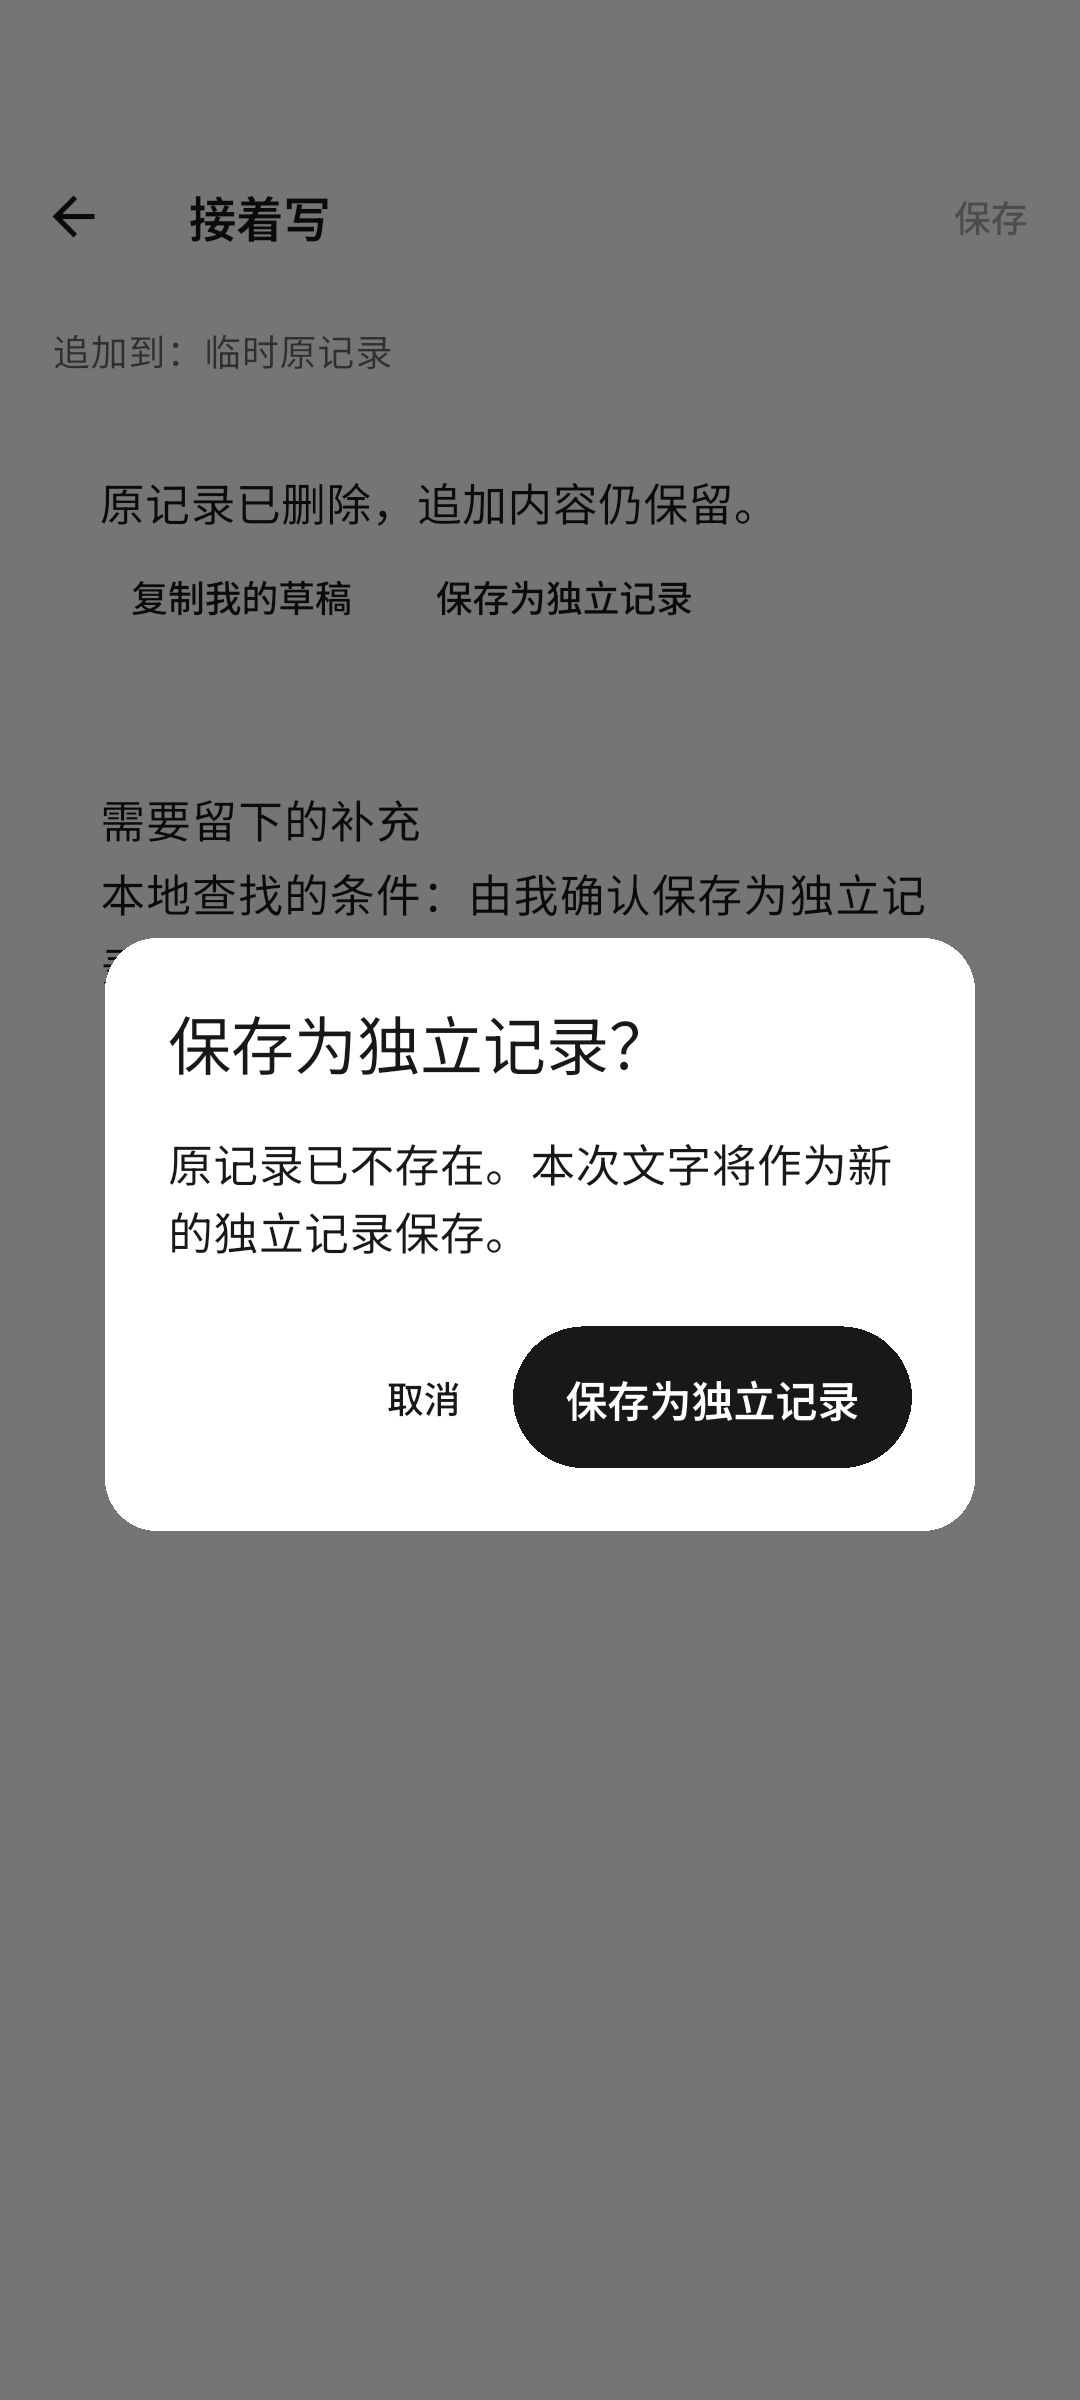 接着写
保存
追加到：临时原记录
原记录已删除，追加内容仍保留。
复制我的草稿
保存为独立记录
需要留下的补充
本地查找的条件：由我确认保存为独立记
保存为独立记录？
原记录已不存在。本次文字将作为新
的独立记录保存。
取消
保存为独立记录